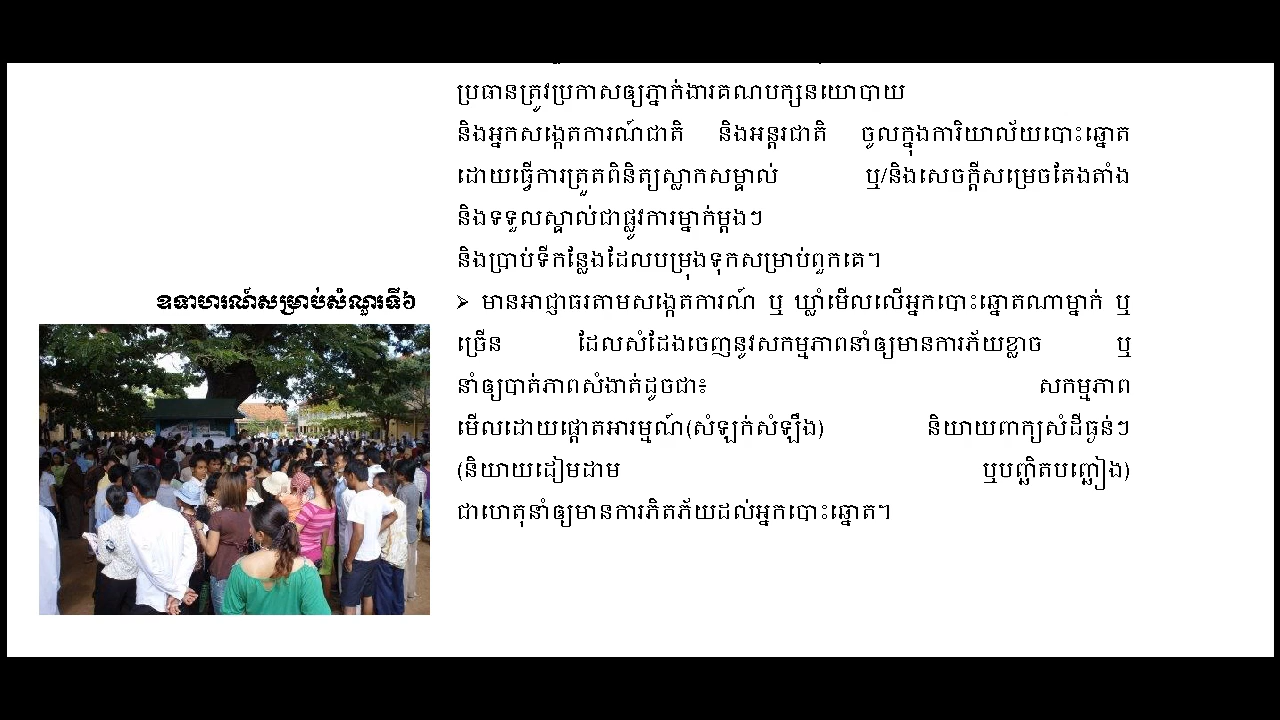 ប្រធានត្រូវប្រកាសឲ្យភ្នាក់ងារគណបក្សនយោបាយ
និងអ្នកសង្កេតការណ៍ជាតិ និងអន្តរជាតិ ចូលក្នុងការិយាល័យបោះឆ្នោត
ដោយធ្វើការត្រួតពិនិត្យស្លាកសម្គាល់ ឬ/និងសេចក្តីសម្រេចតែងតាំង
និងទទួលស្គាល់ជាផ្លូវការម្នាក់ម្តងៗ
និងប្រាប់ទីកន្លែងដែលបម្រុងទុកសម្រាប់ពួកគេ។
ឧទាហរណ៍សម្រាប់សំណួរទី៦
➢ មានអាជ្ញាធរតាមសង្កេតការណ៍ ឬ ឃ្លាំមើលលើអ្នកបោះឆ្នោតណាម្នាក់ ឬ
ច្រើន ដែលសំដែងចេញនូវសកម្មភាពនាំឲ្យមានការភ័យខ្លាច ឬ
នាំឲ្យបាត់ភាពសំងាត់ដូចជា៖ សកម្មភាព
មើលដោយផ្តោតអារម្មណ៍(សំឡក់សំឡឹង) និយាយពាក្យសំដីធ្ងន់ៗ
(និយាយដៀមដាម ឬបញ្ឆិតបញ្ឆៀង)
ជាហេតុនាំឲ្យមានការភិតភ័យដល់អ្នកបោះឆ្នោត។